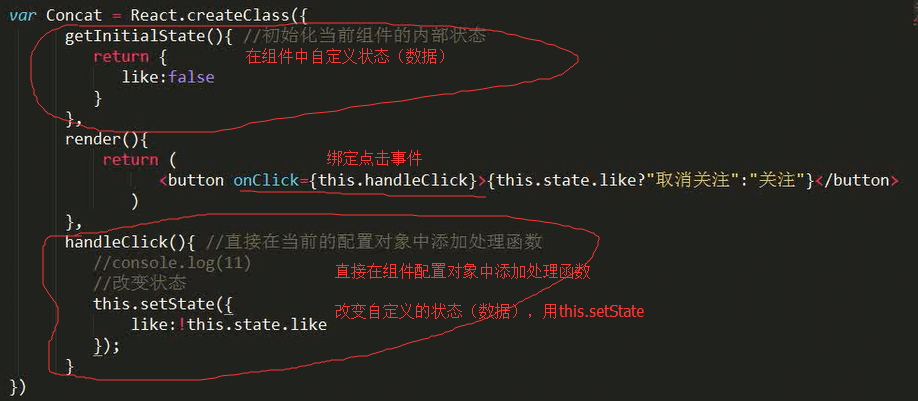 var Concat = React.createClass({
getInitialState(){ //初始化当前组件的内部状态
return { 在组件中自定义状态（数据）
like:false
}
},
render(){
return ( 绑定点击事件
<button onClick={this.handleClick}>{this.state.like?"取消关注":"关注"}</button>
)
},
handleClick(){ //直接在当前的配置对象中添加处理函数
//console.log(11) 直接在组件配置对象中添加处理函数
//改变状态
this.setState({ 改变自定义的状态（数据），用this.setState
like:!this.state.like
});
}
})